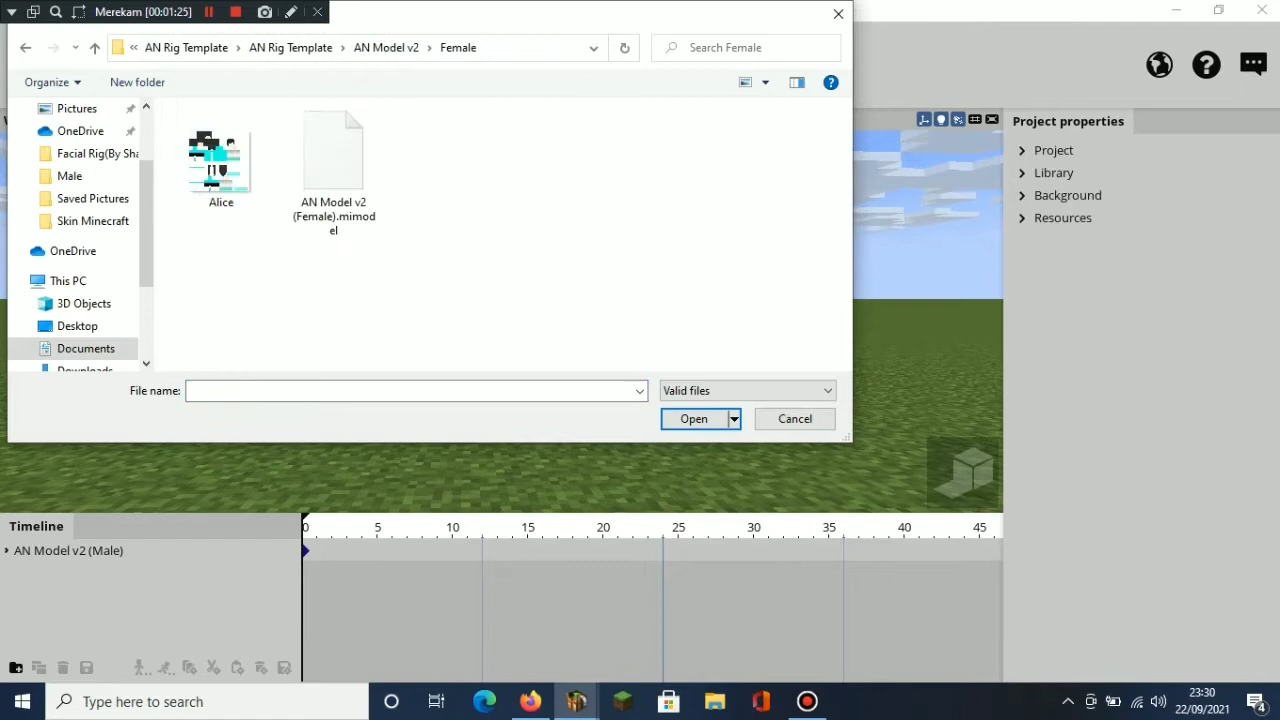 Merekam [00:01:25]
« AN Rig Template › AN Rig Template › AN Model v2 › Female
Search Female
Organize
New folder
Pictures
OneDrive
Facial Rig(By Sha
Male
Saved Pictures
Skin Minecraft
OneDrive
This PC
3D Objects
Desktop
Documents
Downloads
Alice
AN Model v2
(Female).mimod
el
File name:
Valid files
Open
Cancel
Project properties
Project
Library
Background
Resources
Timeline
0 5 10 15 20 25 30 35 40 45
AN Model v2 (Male)
Type here to search
23:30
22/09/2021
4